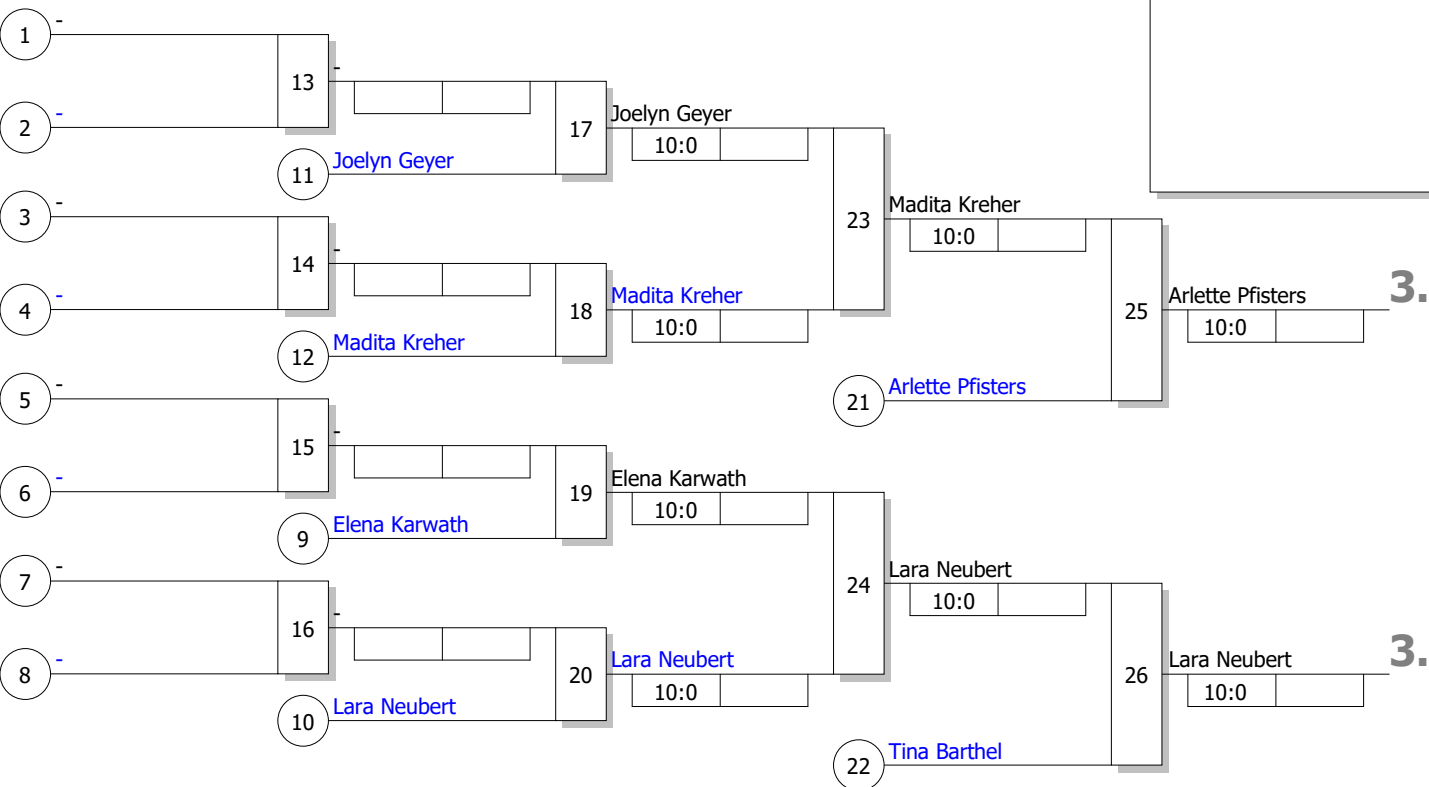 1 -
13 -
2 -
17 Joelyn Geyer
10:0
11 Joelyn Geyer
3 -
23 Madita Kreher
10:0
14 -
4 -
18 Madita Kreher
10:0
12 Madita Kreher
25 Arlette Pfisters 3.
10:0
21 Arlette Pfisters
5 -
15 -
6 -
19 Elena Karwath
10:0
9 Elena Karwath
7 -
24 Lara Neubert
10:0
16 -
8 -
20 Lara Neubert
10:0
10 Lara Neubert
26 Lara Neubert 3.
10:0
22 Tina Barthel